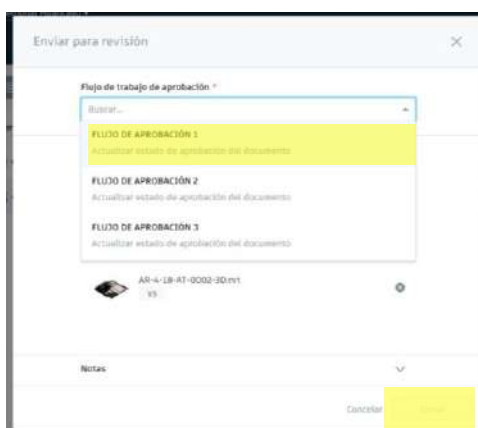 Enviar para revisión
Flujo de trabajo de aprobación *
Buscar...
FLUJO DE APROBACIÓN 1
Actualizar estado de aprobación del documento
FLUJO DE APROBACIÓN 2
Actualizar estado de aprobación del documento
FLUJO DE APROBACIÓN 3
Actualizar estado de aprobación del documento
AR-4-18-AT-0002-3D.rvt
V3
Notas
Cancelar